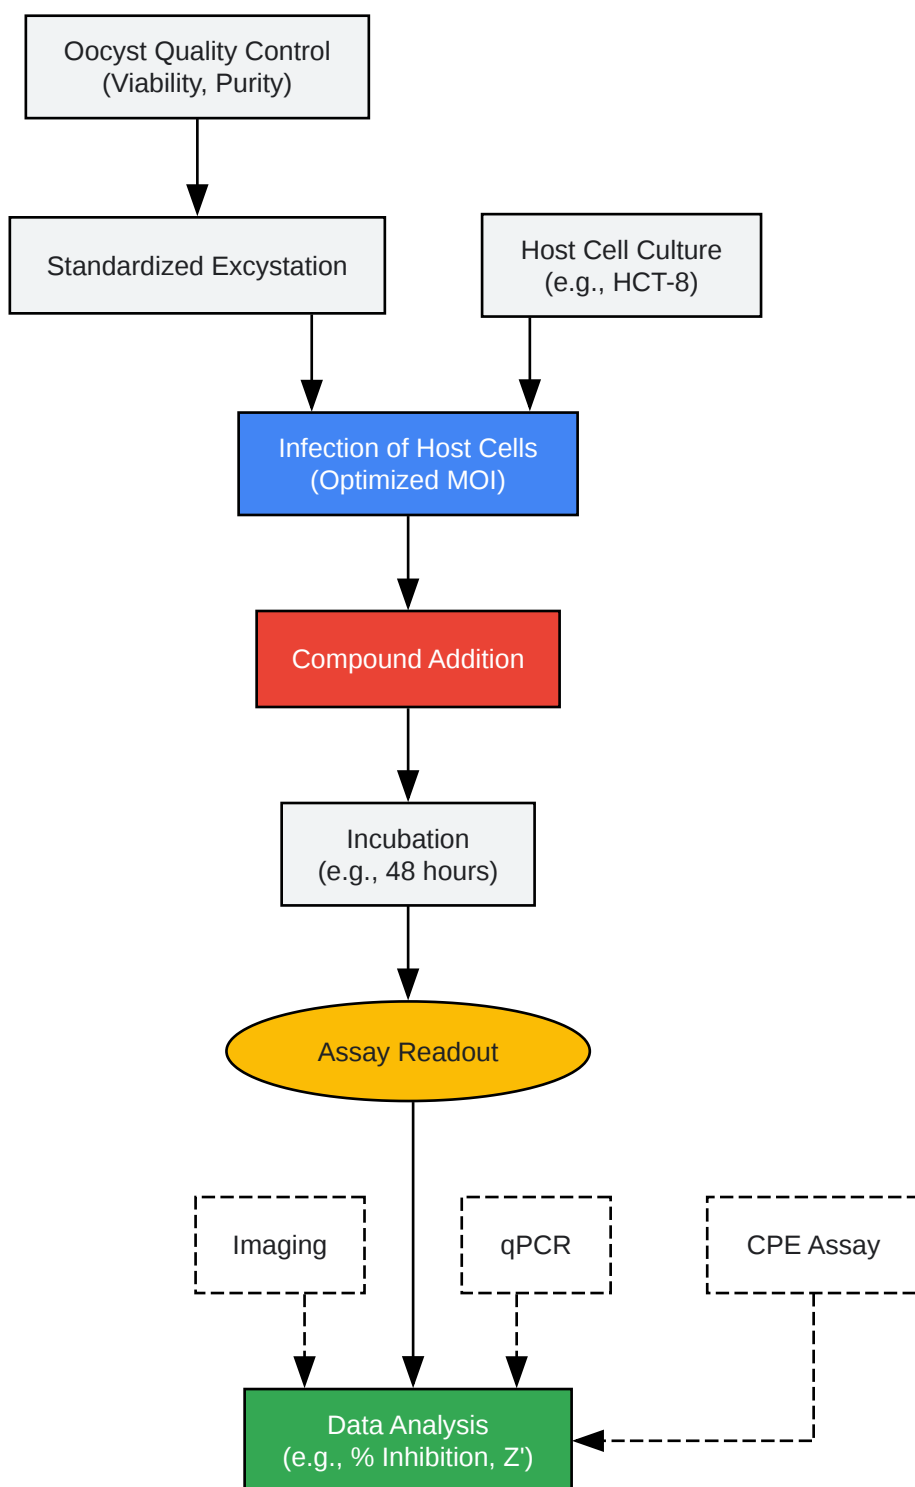 Oocyst Quality Control
(Viability, Purity)
Standardized Excystation
Host Cell Culture
(e.g., HCT-8)
Infection of Host Cells
(Optimized MOI)
Compound Addition
Incubation
(e.g., 48 hours)
Assay Readout
Imaging
qPCR
CPE Assay
Data Analysis
(e.g., % Inhibition, Z')